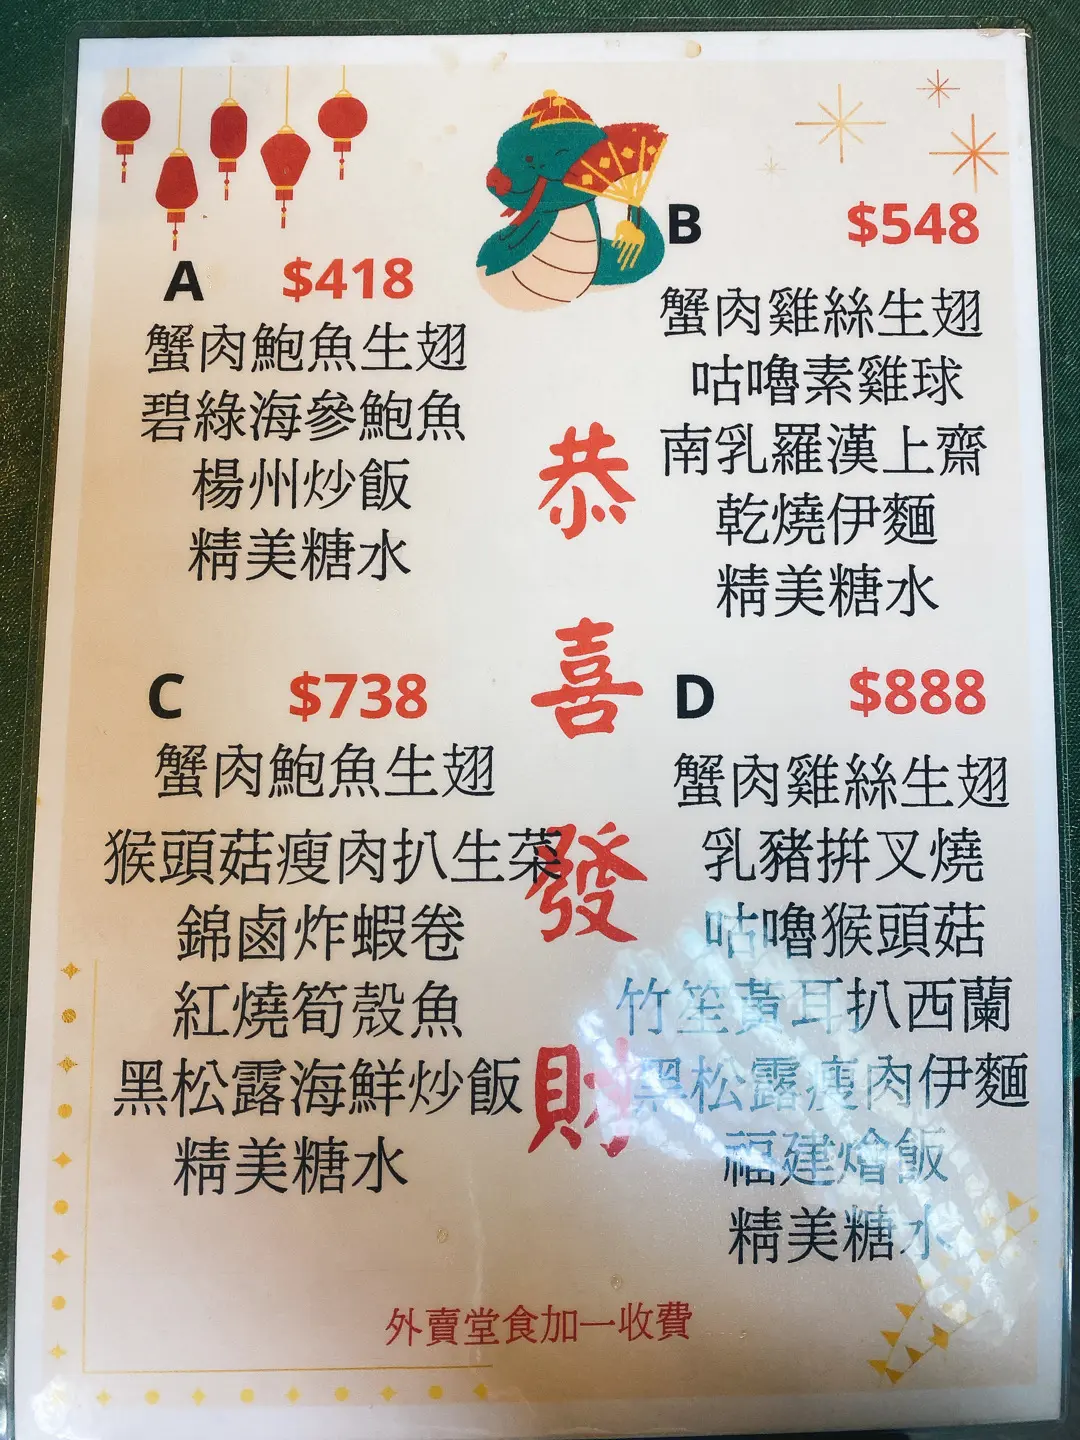 A $418
蟹肉鮑魚生翅
碧綠海參鮑魚
楊州炒飯
精美糖水
B $548
蟹肉雞絲生翅
咕嚕素雞球
南乳羅漢上齋
乾燒伊麵
精美糖水
恭
喜
發
財
C $738
蟹肉鮑魚生翅
猴頭菇瘦肉扒生菜
錦鹵炸蝦卷
紅燒筍殼魚
黑松露海鮮炒飯
精美糖水
D $888
蟹肉雞絲生翅
乳豬拼叉燒
咕嚕猴頭菇
竹笙黃耳扒西蘭
黑松露瘦肉伊麵
福建燴飯
精美糖水
外賣堂食加一收費